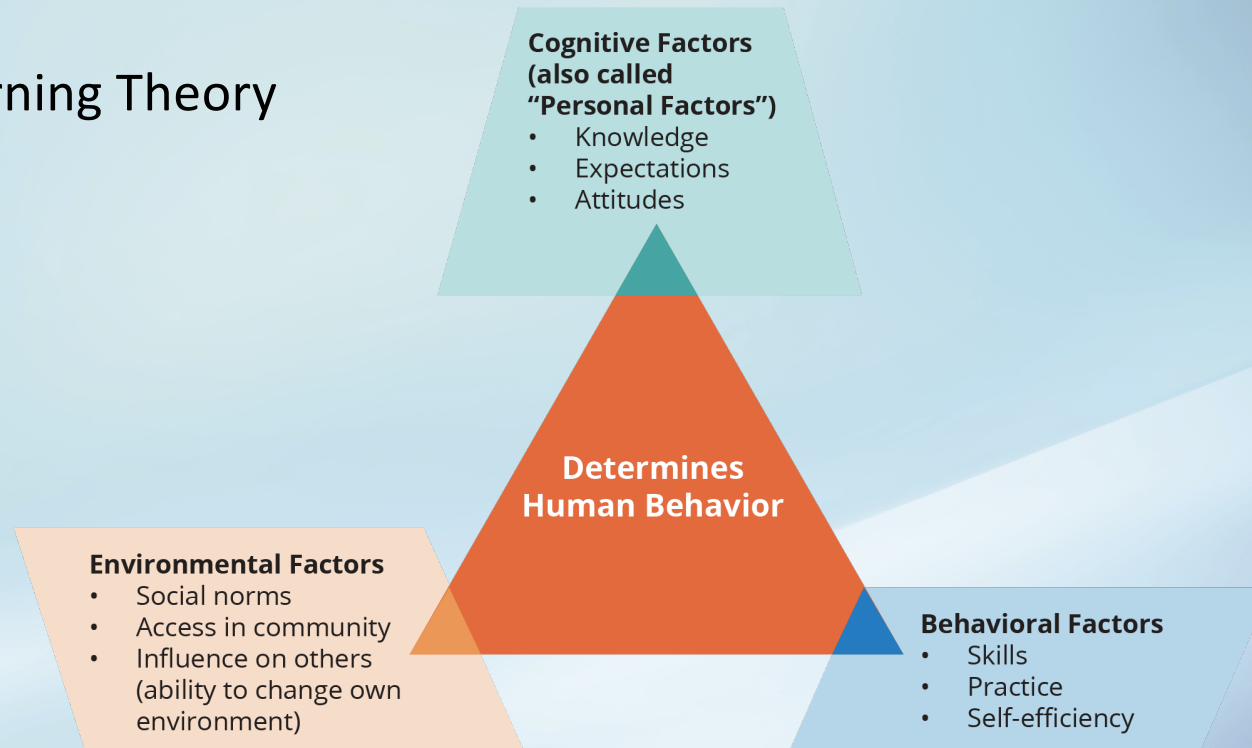 rning Theory
Cognitive Factors
(also called
“Personal Factors”)
• Knowledge
• Expectations
• Attitudes
Determines
Human Behavior
Environmental Factors
• Social norms
• Access in community
• Influence on others
(ability to change own
environment)
Behavioral Factors
• Skills
• Practice
• Self-efficiency